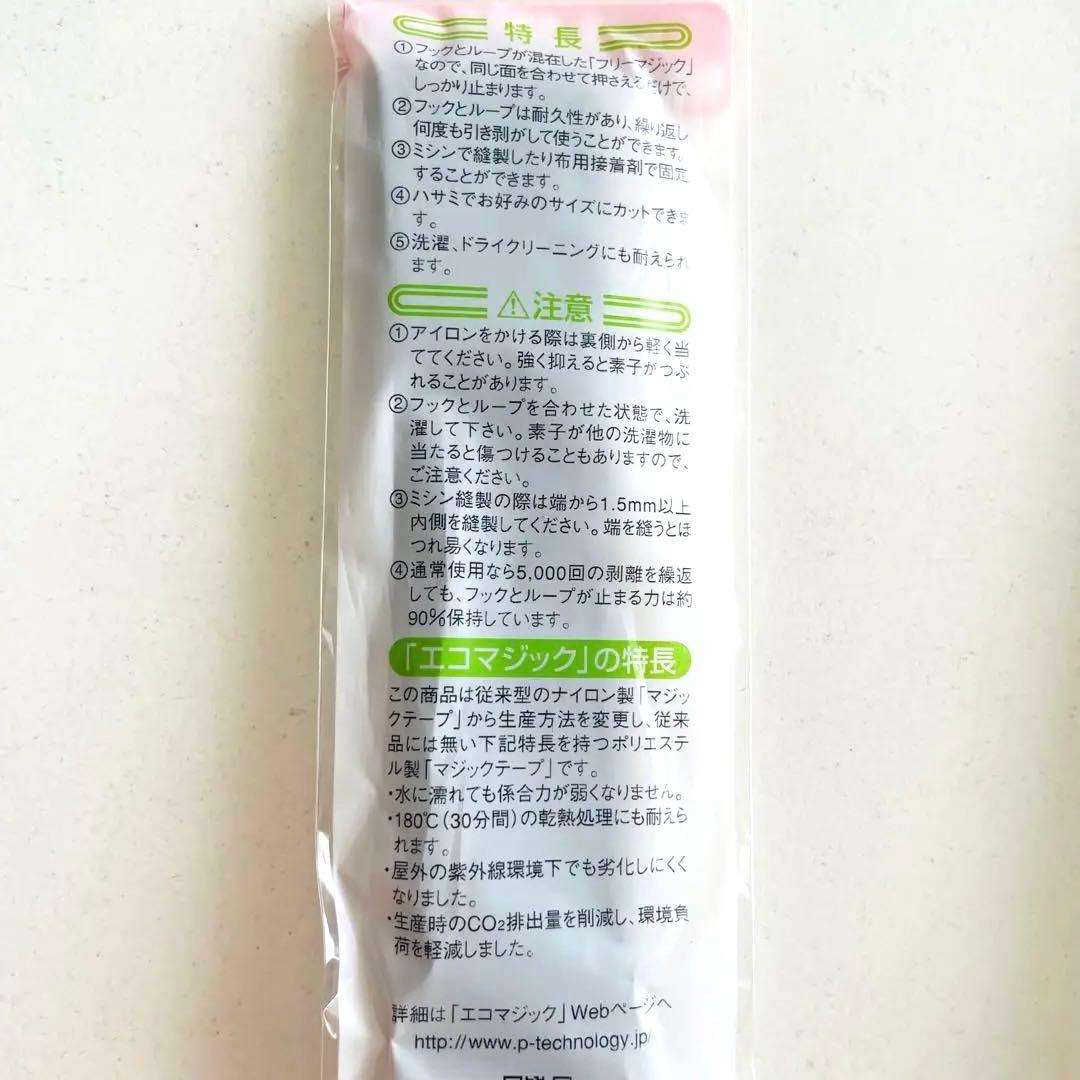 特長
①フックとループが混在した「フリーマジック」
なので、同じ面を合わせて押さえるだけで、
しっかり止まります。
②フックとループは耐久性があり、繰り返し
何度も引き剥がして使うことができます。
③ミシンで縫製したり布用接着剤で固定
することができます。
④ハサミでお好みのサイズにカットできま
す。
⑤洗濯、ドライクリーニングにも耐えられ
ます。
⚠注意
①アイロンをかける際は裏側から軽く当
ててください。強く抑えると素子がつぶ
れることがあります。
②フックとループを合わせた状態で、洗
濯して下さい。素子が他の洗濯物に
当たると傷つけることもありますので、
ご注意ください。
③ミシン縫製の際は端から1.5mm以上
内側を縫製してください。端を縫うとほ
つれ易くなります。
④通常使用なら5,000回の剥離を繰返
しても、フックとループが止まる力は約
90%保持しています。
「エコマジック」の特長
この商品は従来型のナイロン製「マジッ
クテープ」から生産方法を変更し、従来
品には無い下記特長を持つポリエステ
ル製「マジックテープ」です。
・水に濡れても係合力が弱くなりません。
・180℃(30分間)の乾熱処理にも耐えら
れます。
・屋外の紫外線環境下でも劣化しにくく
なりました。
・生産時のCO₂排出量を削減し、環境負
荷を軽減しました。
詳細は「エコマジック」Webページへ
http://www.p-technology.jp/